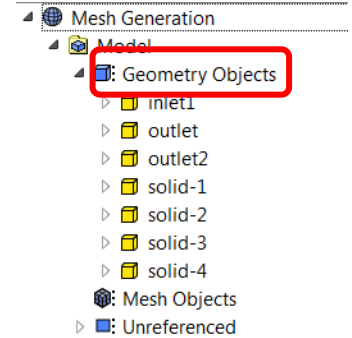 Mesh Generation
Model
Geometry Objects
inlet1
outlet
outlet2
solid-1
solid-2
solid-3
solid-4
Mesh Objects
Unreferenced